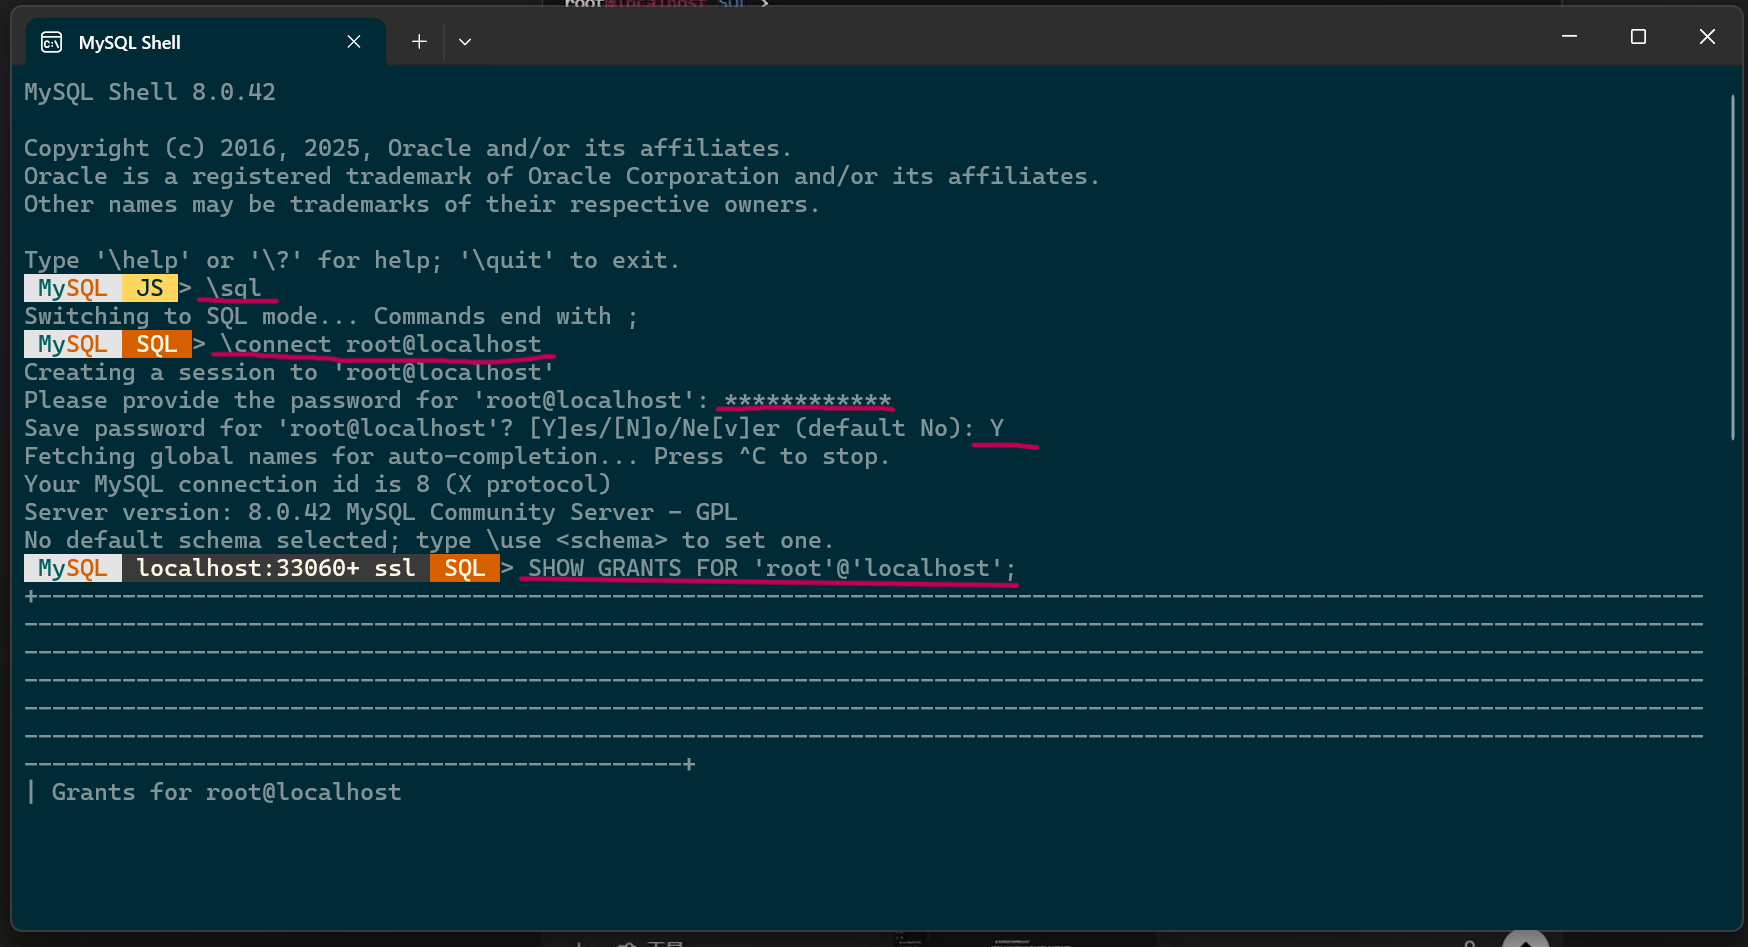 root@localhost SQL >
MySQL Shell
MySQL Shell 8.0.42
Copyright (c) 2016, 2025, Oracle and/or its affiliates.
Oracle is a registered trademark of Oracle Corporation and/or its affiliates.
Other names may be trademarks of their respective owners.
Type '\help' or '\?' for help; '\quit' to exit.
MySQL JS > \sql
Switching to SQL mode... Commands end with ;
MySQL SQL > \connect root@localhost
Creating a session to 'root@localhost'
Please provide the password for 'root@localhost': ************
Save password for 'root@localhost'? [Y]es/[N]o/Ne[v]er (default No): Y
Fetching global names for auto-completion... Press ^C to stop.
Your MySQL connection id is 8 (X protocol)
Server version: 8.0.42 MySQL Community Server - GPL
No default schema selected; type \use <schema> to set one.
MySQL localhost:33060+ ssl SQL > SHOW GRANTS FOR 'root'@'localhost';
+------------------------------------------------------------------------------------------------------------------------
------------------------------------------------------------------------------------------------------------------------
------------------------------------------------------------------------------------------------------------------------
------------------------------------------------------------------------------------------------------------------------
------------------------------------------------------------------------------------------------------------------------
------------------------------------------------------------------------------------------------------------------------
-----------------------------------------------+
| Grants for root@localhost